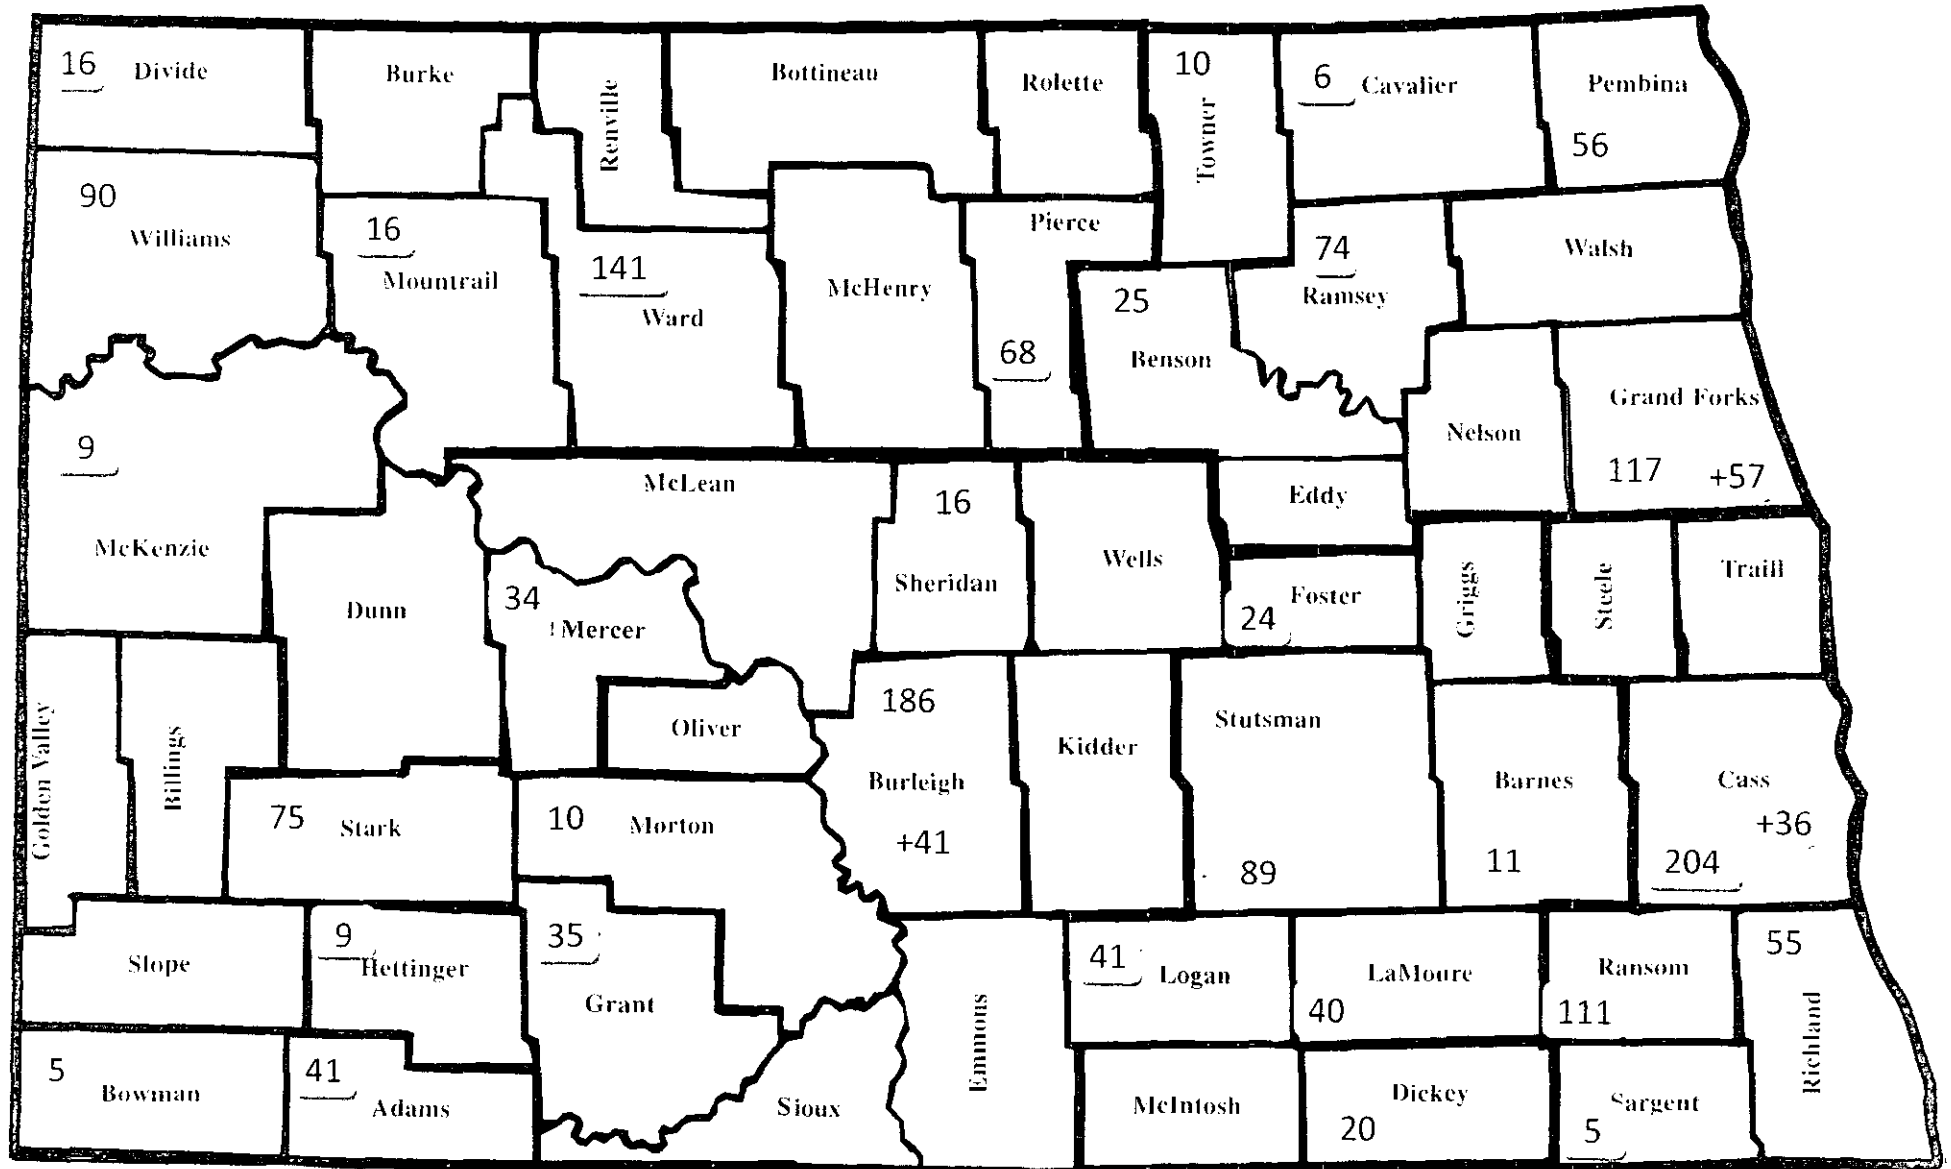 16 Divide
Burke
Renville
Bottineau
Rolette
10
Towner
6 Cavalier
Pembina
56
90
Williams
16
Mountrail
141
Ward
McHenry
Pierce
68
25
Benson
74
Ramsey
Walsh
9
McKenzie
Grand Forks
117 +57
Nelson
McLean
16
Sheridan
Wells
Eddy
24 Foster
Griggs
Steele
Traill
Dunn
34
Mercer
Oliver
Golden Valley
Billings
75 Stark
10 Morton
186
Burleigh
+41
Kidder
Stutsman
89
Barnes
11
Cass
+36
204
Slope
9
Hettinger
35
Grant
Emmons
41 Logan
LaMoure
40
Ransom
111
55
Richland
5
Bowman
41
Adams
Sioux
McIntosh
Dickey
20
Sargent
5